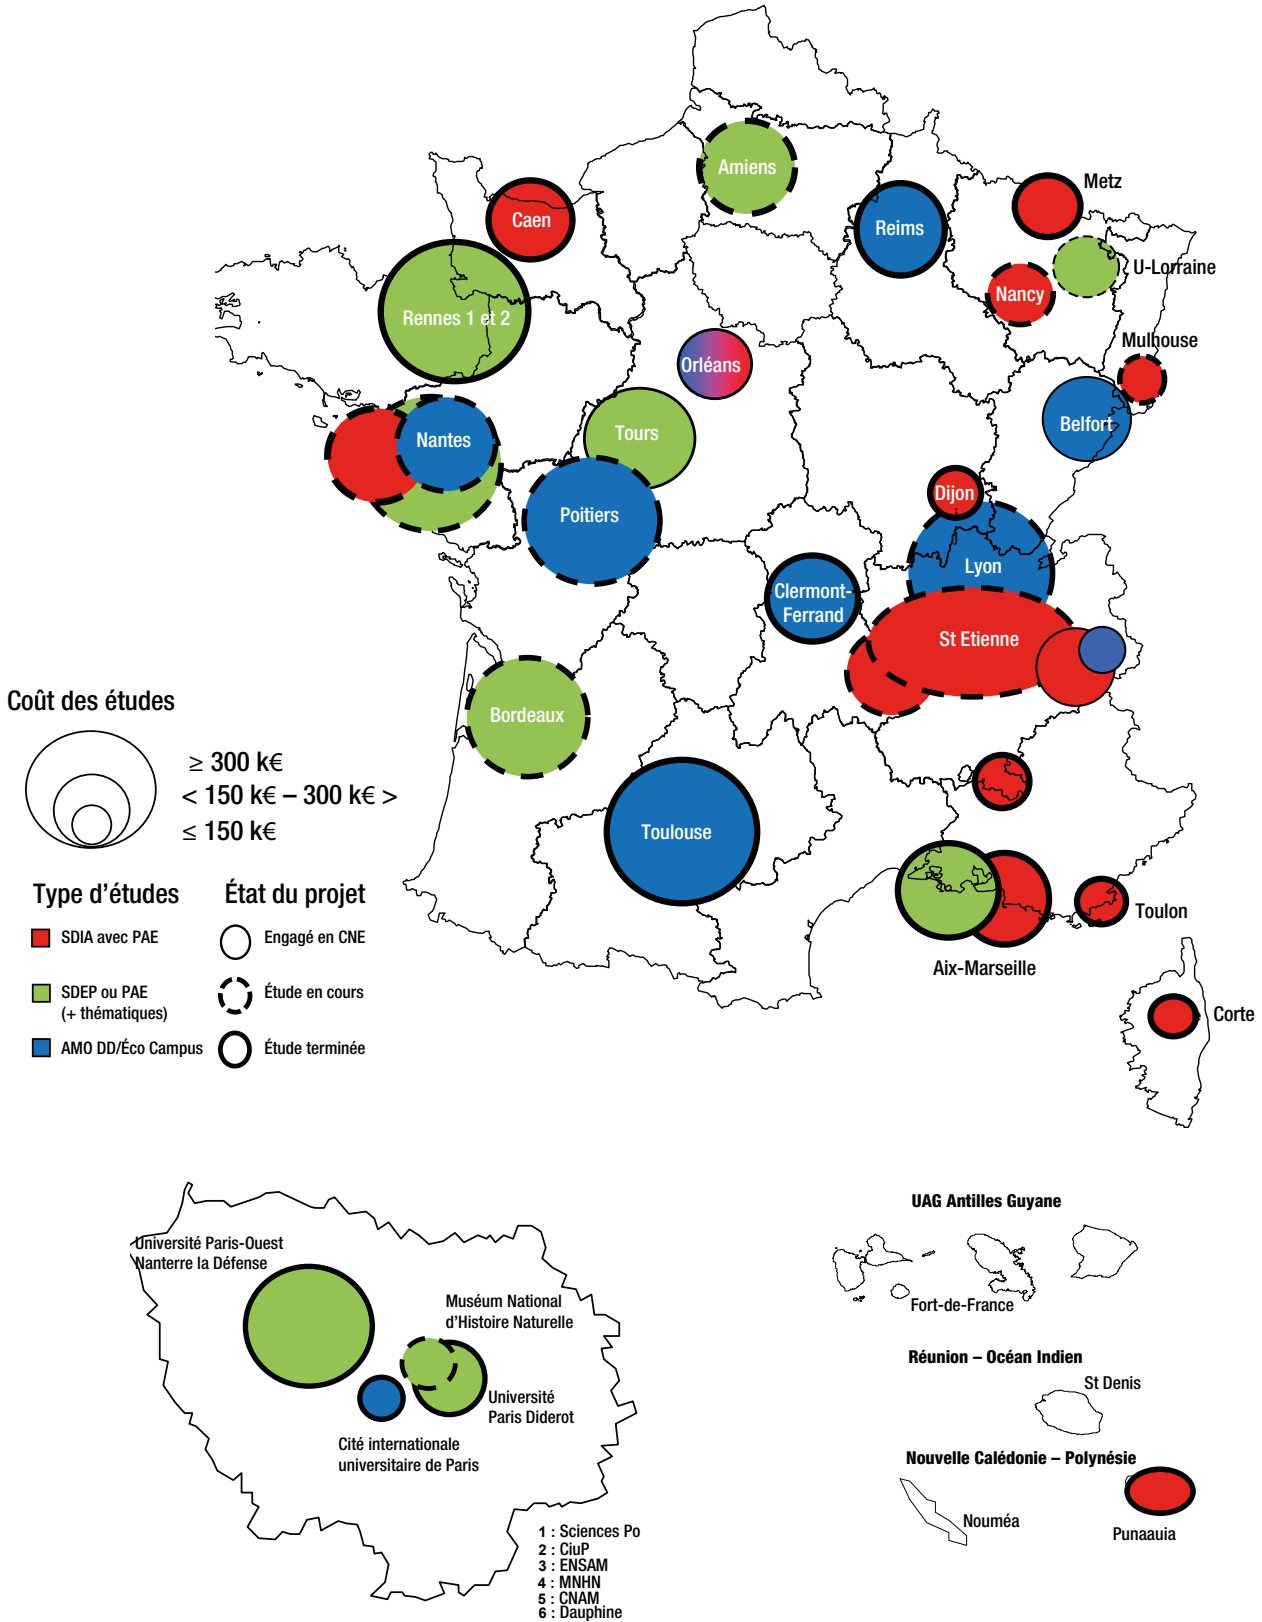 Amiens
Metz
Caen
Reims
U-Lorraine
Nancy
Rennes 1 et 2
Mulhouse
Orléans
Belfort
Tours
Nantes
Dijon
Poitiers
Lyon
Clermont-
Ferrand
St Etienne
Bordeaux
Toulouse
Toulon
Aix-Marseille
Corte
Coût des études
≥ 300 k€
< 150 k€ – 300 k€ >
≤ 150 k€
Type d’études
État du projet
SDIA avec PAE
Engagé en CNE
SDEP ou PAE
(+ thématiques)
Étude en cours
AMO DD/Éco Campus
Étude terminée
Université Paris-Ouest
Nanterre la Défense
Muséum National
d’Histoire Naturelle
Université
Paris Diderot
Cité internationale
universitaire de Paris
1 : Sciences Po
2 : CiuP
3 : ENSAM
4 : MNHN
5 : CNAM
6 : Dauphine
UAG Antilles Guyane
Fort-de-France
Réunion – Océan Indien
St Denis
Nouvelle Calédonie – Polynésie
Nouméa
Punaauia